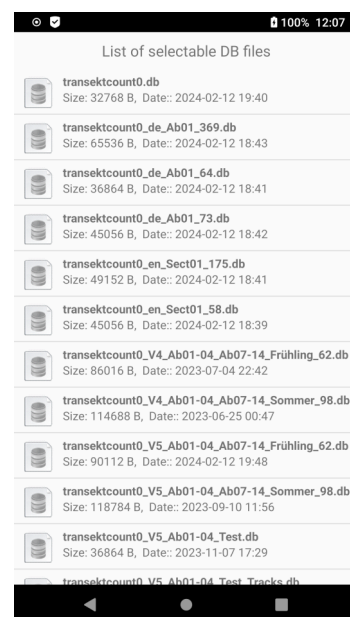 100% 12:07
List of selectable DB files
transektcount0.db
Size: 32768 B, Date:: 2024-02-12 19:40
transektcount0_de_Ab01_369.db
Size: 65536 B, Date:: 2024-02-12 18:43
transektcount0_de_Ab01_64.db
Size: 36864 B, Date:: 2024-02-12 18:41
transektcount0_de_Ab01_73.db
Size: 45056 B, Date:: 2024-02-12 18:42
transektcount0_en_Sect01_175.db
Size: 49152 B, Date:: 2024-02-12 18:41
transektcount0_en_Sect01_58.db
Size: 45056 B, Date:: 2024-02-12 18:39
transektcount0_V4_Ab01-04_Ab07-14_Frühling_62.db
Size: 86016 B, Date:: 2023-07-04 22:42
transektcount0_V4_Ab01-04_Ab07-14_Sommer_98.db
Size: 114688 B, Date:: 2023-06-25 00:47
transektcount0_V5_Ab01-04_Ab07-14_Frühling_62.db
Size: 90112 B, Date:: 2024-02-12 19:48
transektcount0_V5_Ab01-04_Ab07-14_Sommer_98.db
Size: 118784 B, Date:: 2023-09-10 11:56
transektcount0_V5_Ab01-04_Test.db
Size: 36864 B, Date:: 2023-11-07 17:29
transektcount0_V5_Ab01-04_Test_Tracks.db